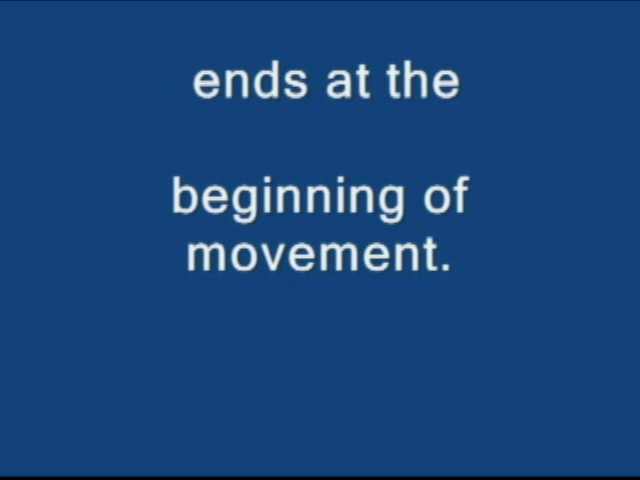 ends at the
beginning of
movement.